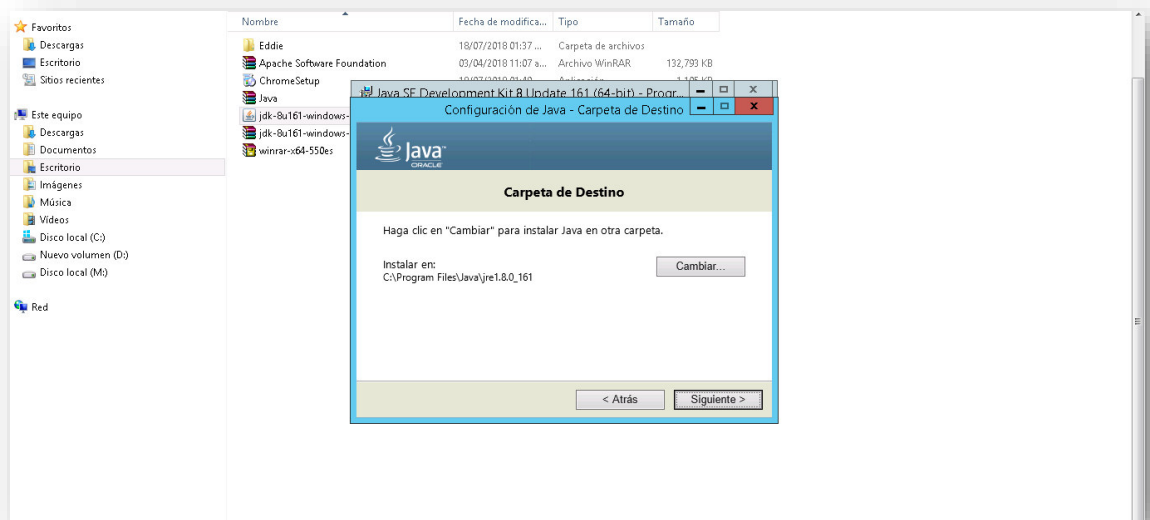 Favoritos
Descargas
Escritorio
Sitios recientes
Este equipo
Descargas
Documentos
Escritorio
Imágenes
Música
Vídeos
Disco local (C:)
Nuevo volumen (D:)
Disco local (M:)
Red
Nombre Fecha de modifica... Tipo Tamaño
Eddie 18/07/2018 01:37 ... Carpeta de archivos
Apache Software Foundation 03/04/2018 11:07 a... Archivo WinRAR 132,793 KB
ChromeSetup
Java
jdk-8u161-windows-
jdk-8u161-windows-
winrar-x64-550es
Java SE Development Kit 8 Update 161 (64-bit) - Progr...
Configuración de Java - Carpeta de Destino
Java
ORACLE
Carpeta de Destino
Haga clic en "Cambiar" para instalar Java en otra carpeta.
Instalar en:
C:\Program Files\Java\jre1.8.0_161
Cambiar...
< Atrás
Siguiente >